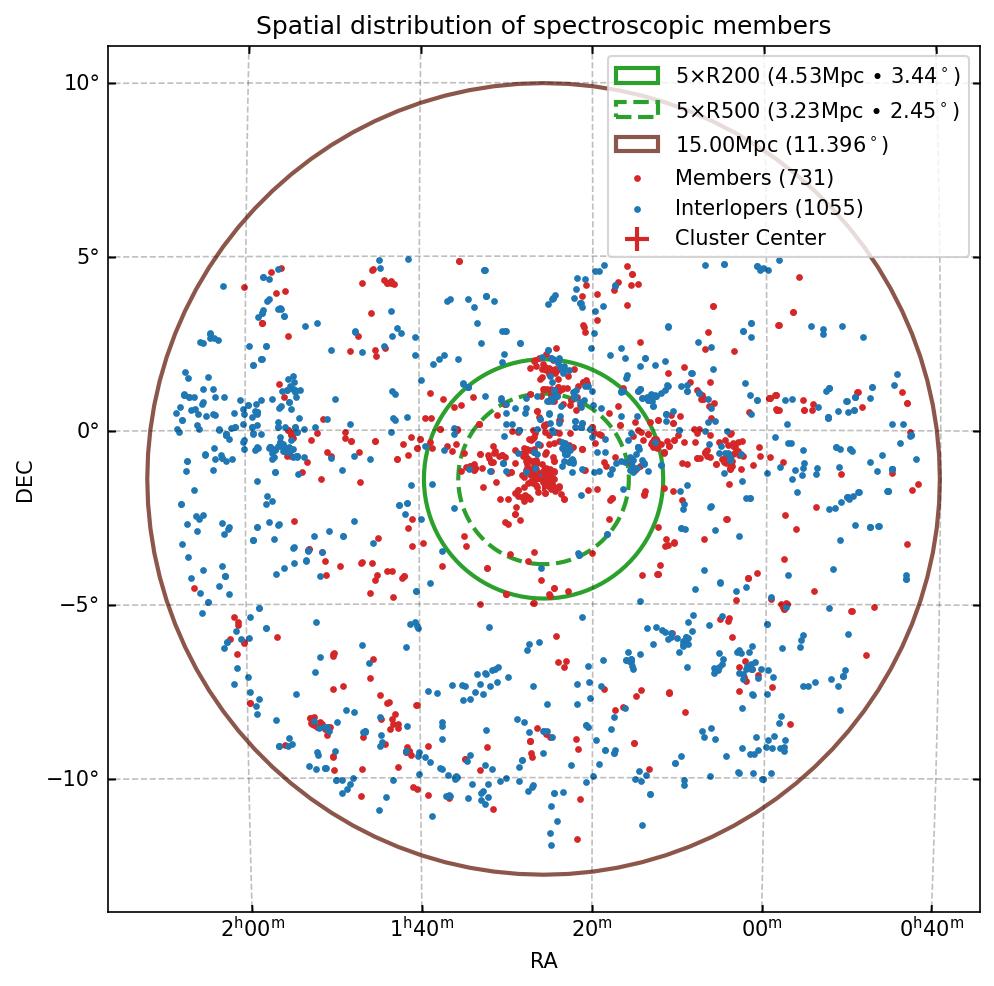 Spatial distribution of spectroscopic members
5×R200 (4.53Mpc • 3.44°)
5×R500 (3.23Mpc • 2.45°)
15.00Mpc (11.396°)
Members (731)
Interlopers (1055)
Cluster Center
10°
5°
0°
−5°
−10°
DEC
2ʰ00ᵐ 1ʰ40ᵐ 20ᵐ 00ᵐ 0ʰ40ᵐ
RA